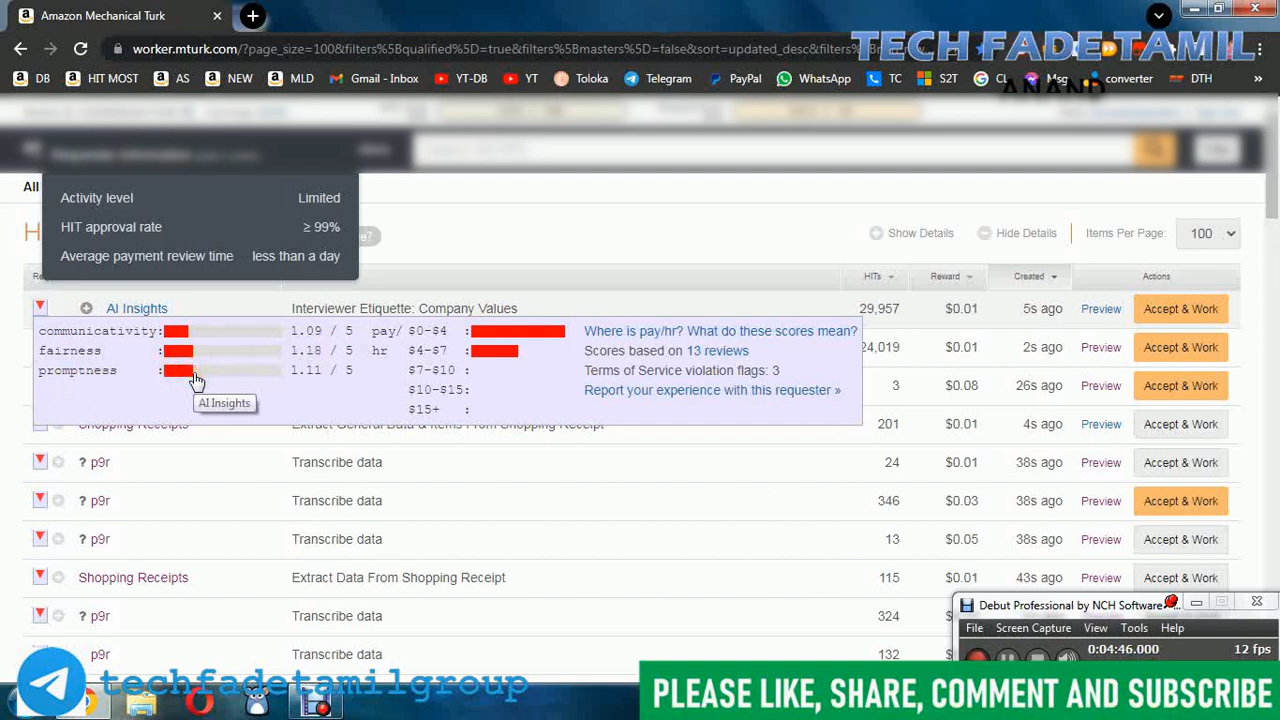 Amazon Mechanical Turk
worker.mturk.com/?page_size=100&filters%5Bqualified%5D=true&filters%5Bmasters%5D=false&sort=updated_desc&filters%
TECH FADE TAMIL
ANAND
DB HIT MOST AS NEW MLD Gmail - Inbox YT-DB YT Toloka Telegram PayPal WhatsApp TC S2T CL Msg converter DTH
All
Activity level Limited
HIT approval rate ≥ 99%
Average payment review time less than a day
H ?
Show Details Hide Details Items Per Page: 100
Re HITs Reward Created Actions
AI Insights Interviewer Etiquette: Company Values 29,957 $0.01 5s ago Preview Accept & Work
communicativity: 1.09 / 5 pay/ $0-$4 : Where is pay/hr? What do these scores mean?
24,019 $0.01 Preview Accept & Work
fairness : 1.18 / 5 hr $4-$7 : Scores based on 13 reviews
promptness : 1.11 / 5 $7-$10 : Terms of Service violation flags: 3
3 $0.08 26s ago Preview Accept & Work
$10-$15: Report your experience with this requester »
AI Insights
$15+ :
Shopping Receipts Extract General Data & Items From Shopping Receipt 201 $0.01 4s ago Preview Accept & Work
? p9r Transcribe data 24 $0.01 38s ago Preview Accept & Work
? p9r Transcribe data 346 $0.03 38s ago Preview Accept & Work
? p9r Transcribe data 13 $0.05 38s ago Preview Accept & Work
Shopping Receipts Extract Data From Shopping Receipt 115 $0.01 43s ago Preview Accept & Work
? p9r Transcribe data 324
? p9r Transcribe data 132
Debut Professional by NCH Software
File Screen Capture View Tools Help
0:04:46.000 12 fps
techfadetamilgroup
PLEASE LIKE, SHARE, COMMENT AND SUBSCRIBE